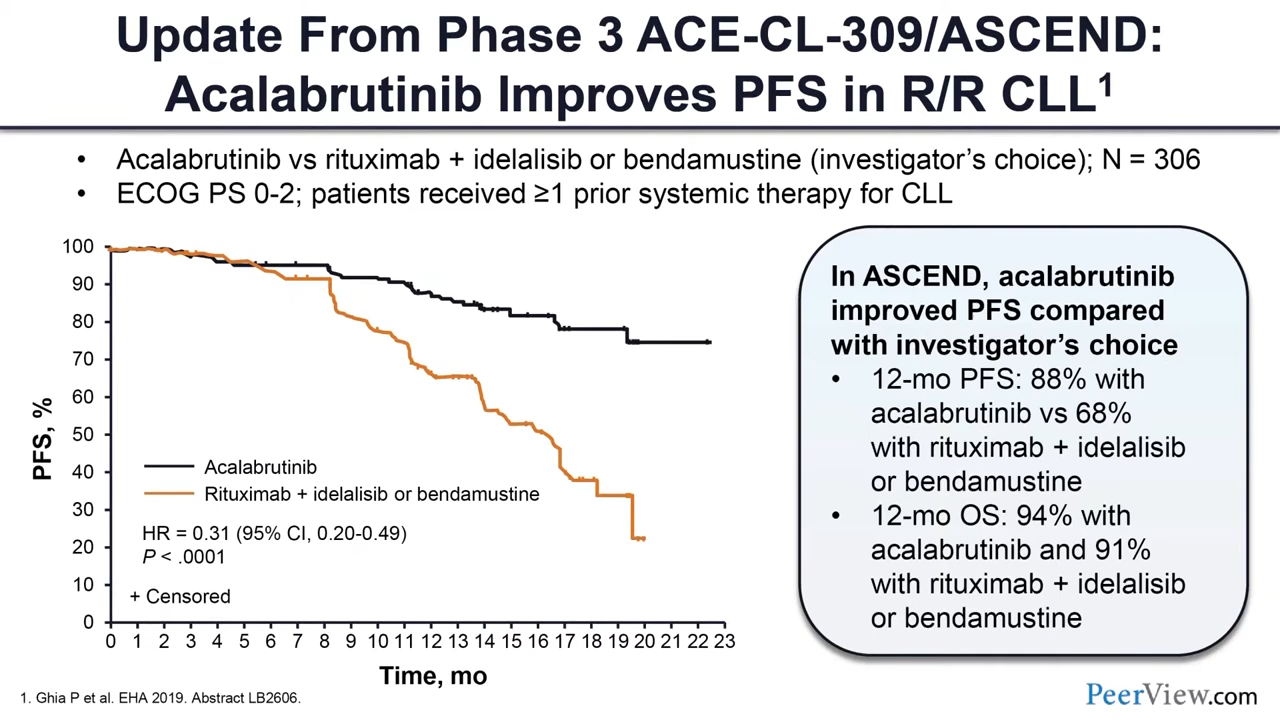 Update From Phase 3 ACE-CL-309/ASCEND:
Acalabrutinib Improves PFS in R/R CLL¹
• Acalabrutinib vs rituximab + idelalisib or bendamustine (investigator’s choice); N = 306
• ECOG PS 0-2; patients received ≥1 prior systemic therapy for CLL
PFS, %
100
90
80
70
60
50
40
30
20
10
0
Acalabrutinib
Rituximab + idelalisib or bendamustine
HR = 0.31 (95% CI, 0.20-0.49)
P < .0001
+ Censored
0 1 2 3 4 5 6 7 8 9 10 11 12 13 14 15 16 17 18 19 20 21 22 23
Time, mo
In ASCEND, acalabrutinib
improved PFS compared
with investigator’s choice
• 12-mo PFS: 88% with
acalabrutinib vs 68%
with rituximab + idelalisib
or bendamustine
• 12-mo OS: 94% with
acalabrutinib and 91%
with rituximab + idelalisib
or bendamustine
1. Ghia P et al. EHA 2019. Abstract LB2606.
PeerView.com